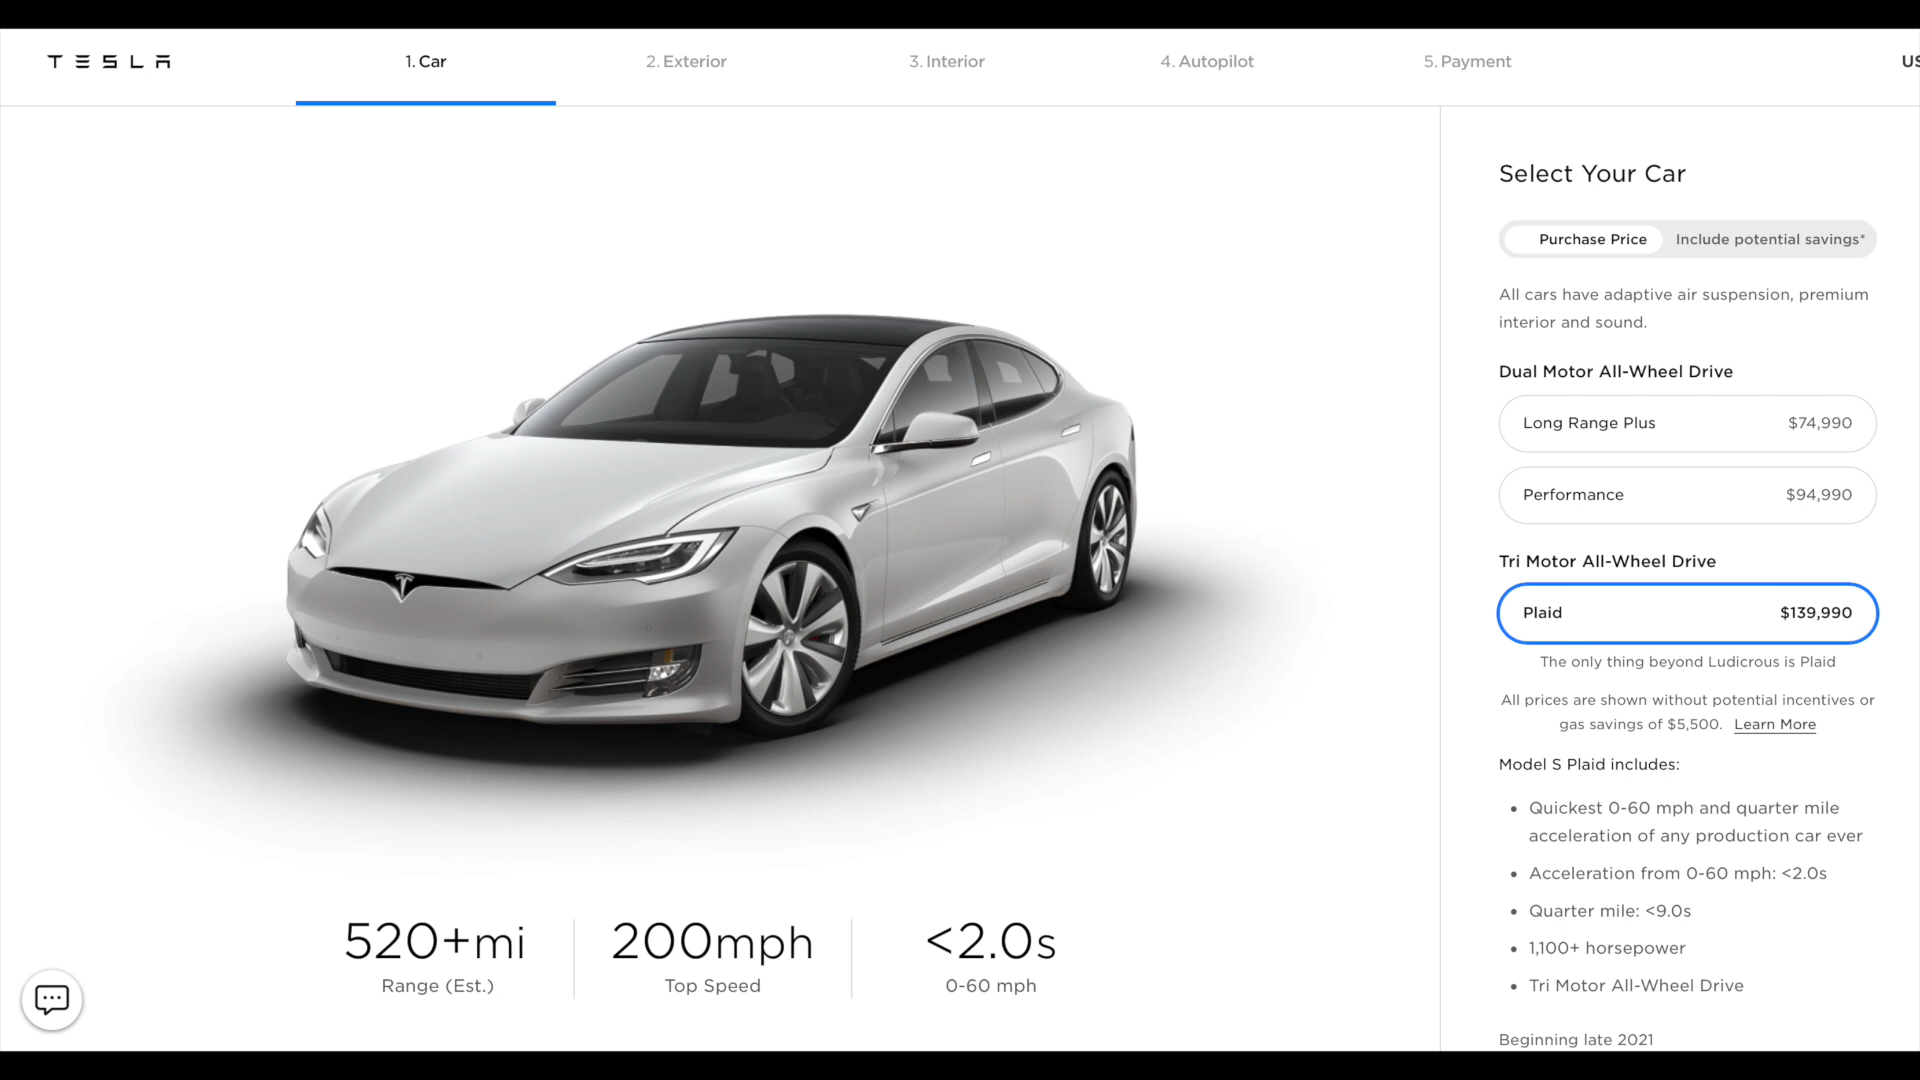 TESLA
1. Car
2. Exterior
3. Interior
4. Autopilot
5. Payment
US
Select Your Car
Purchase Price
Include potential savings*
All cars have adaptive air suspension, premium
interior and sound.
Dual Motor All-Wheel Drive
Long Range Plus $74,990
Performance $94,990
Tri Motor All-Wheel Drive
Plaid $139,990
The only thing beyond Ludicrous is Plaid
All prices are shown without potential incentives or
gas savings of $5,500. Learn More
Model S Plaid includes:
• Quickest 0-60 mph and quarter mile
acceleration of any production car ever
• Acceleration from 0-60 mph: <2.0s
• Quarter mile: <9.0s
• 1,100+ horsepower
• Tri Motor All-Wheel Drive
Beginning late 2021
520+mi
Range (Est.)
200mph
Top Speed
<2.0s
0-60 mph